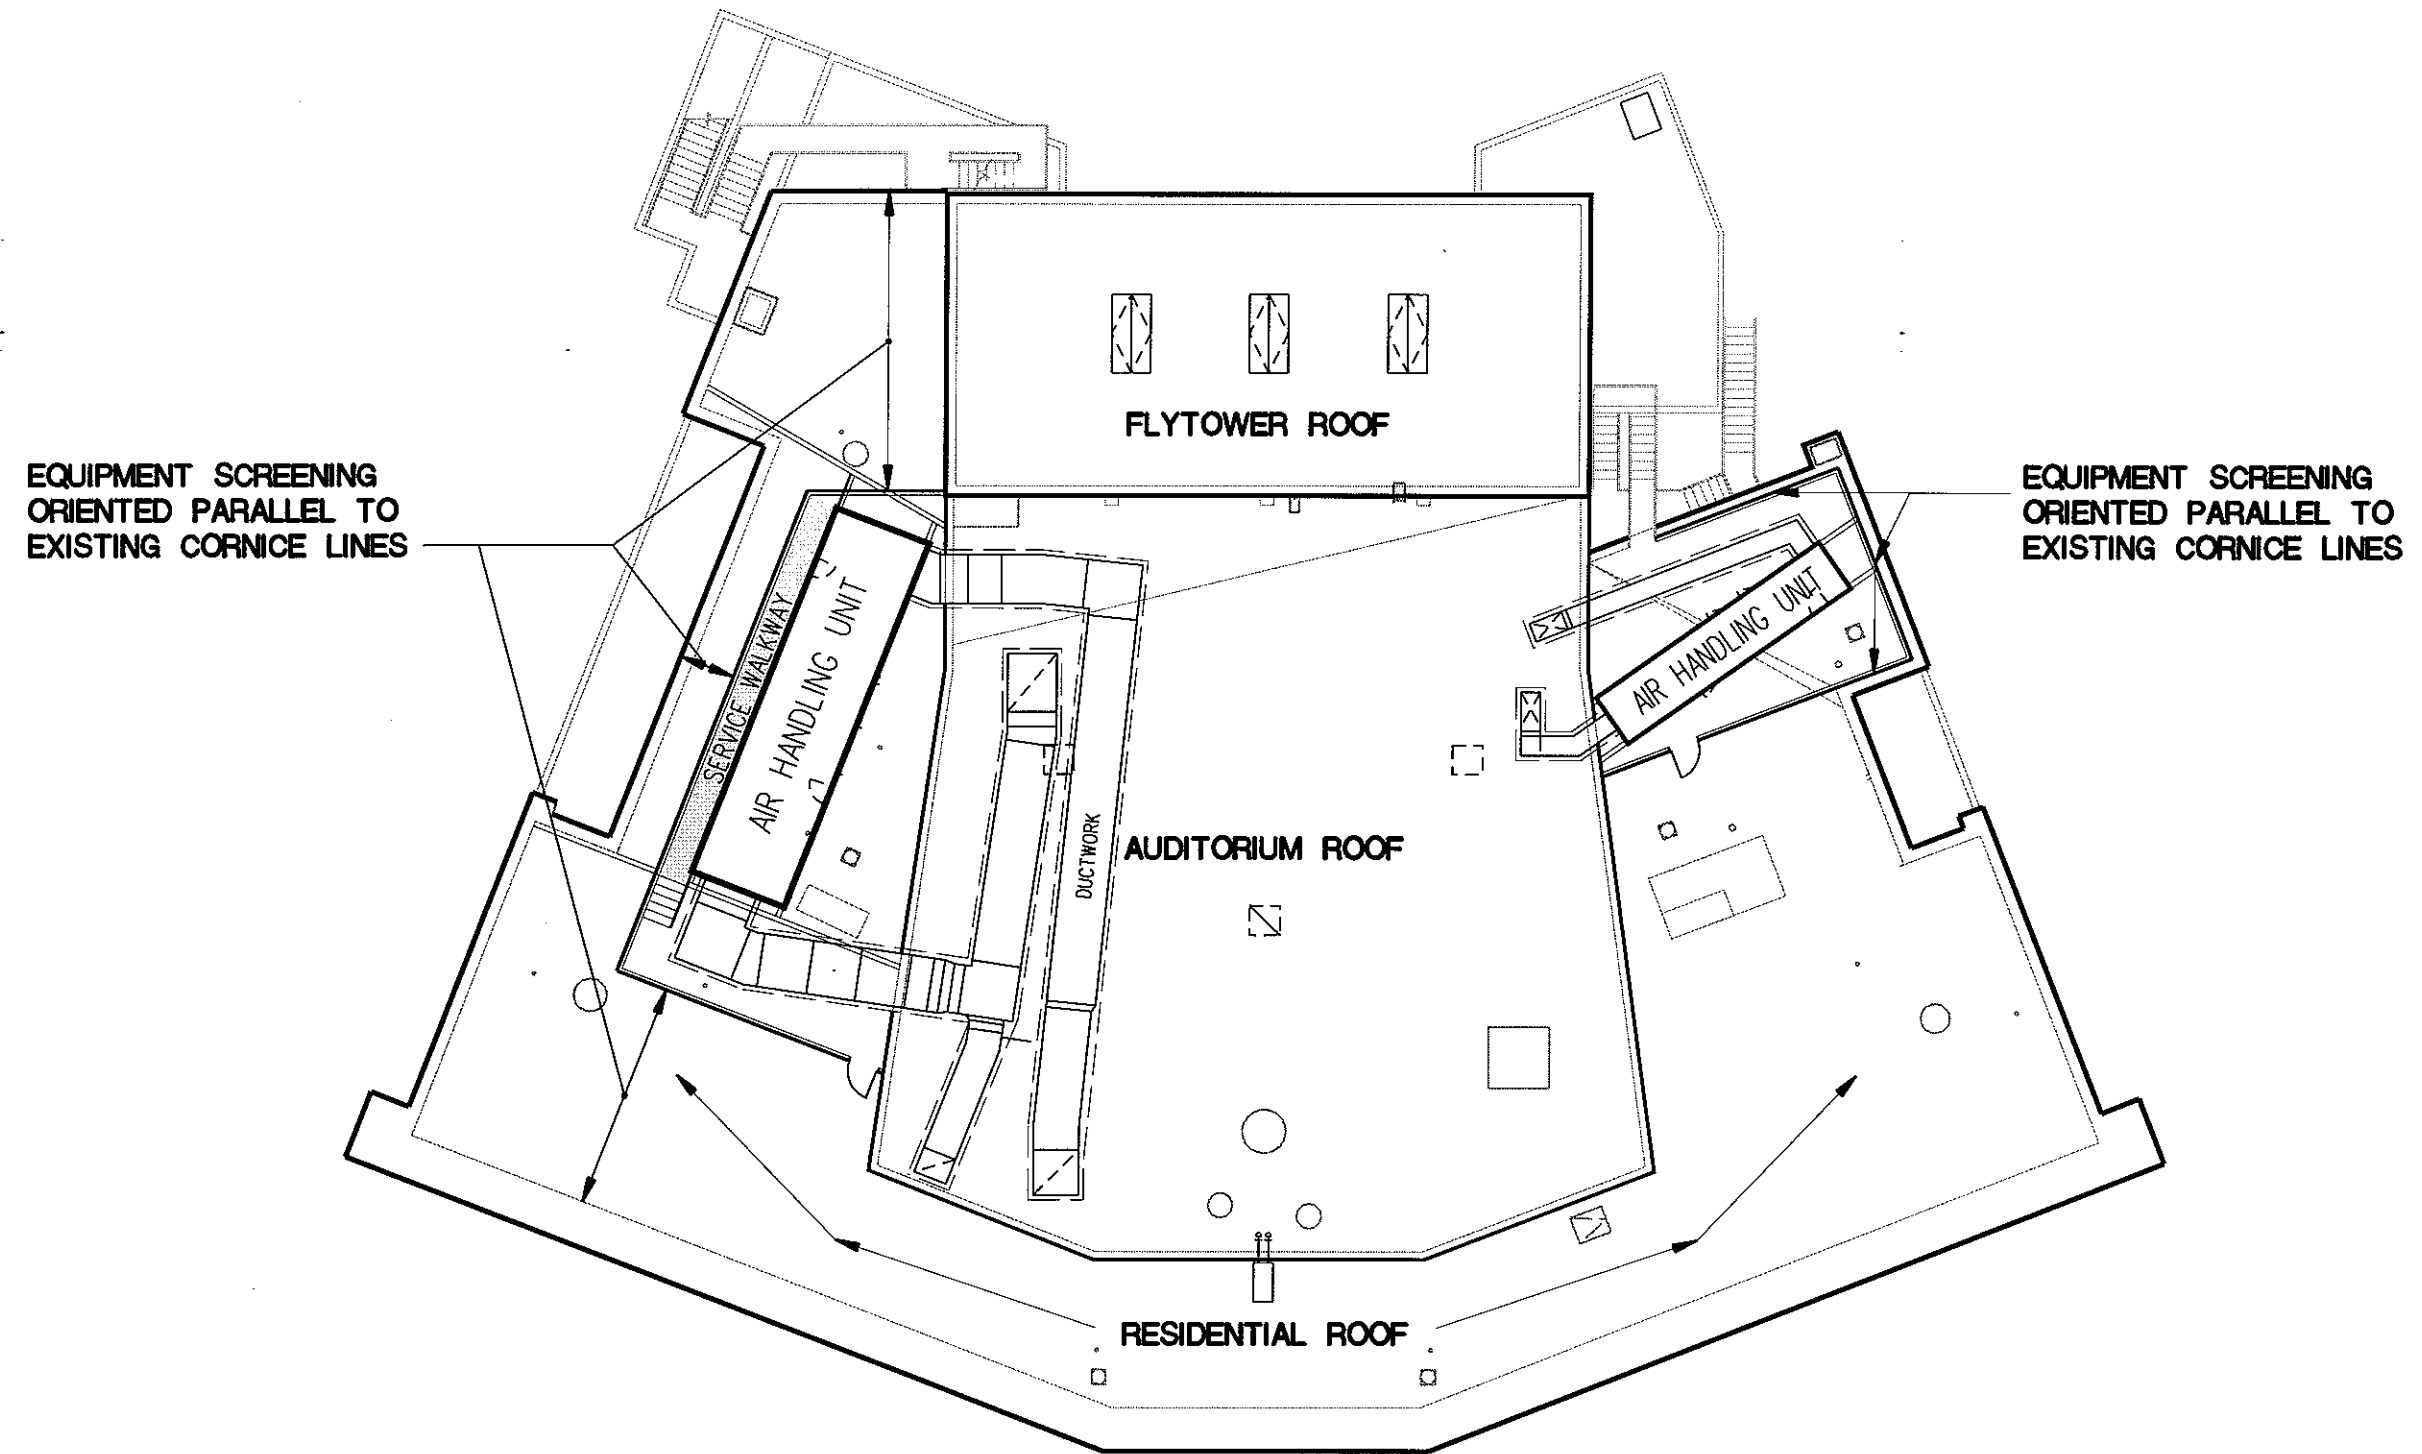 FLYTOWER ROOF
EQUIPMENT SCREENING
ORIENTED PARALLEL TO
EXISTING CORNICE LINES
EQUIPMENT SCREENING
ORIENTED PARALLEL TO
EXISTING CORNICE LINES
SERVICE WALKWAY
AIR HANDLING UNIT
AIR HANDLING UNIT
DUCTWORK
AUDITORIUM ROOF
RESIDENTIAL ROOF